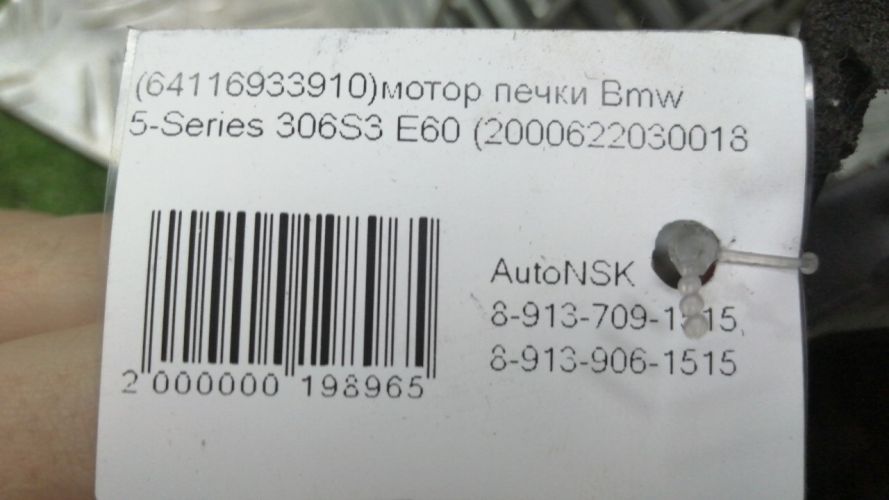 (64116933910)мотор печки Bmw
5-Series 306S3 E60 (2000622030018
AutoNSK
8-913-709-1515,
8-913-906-1515
2 000000 198965